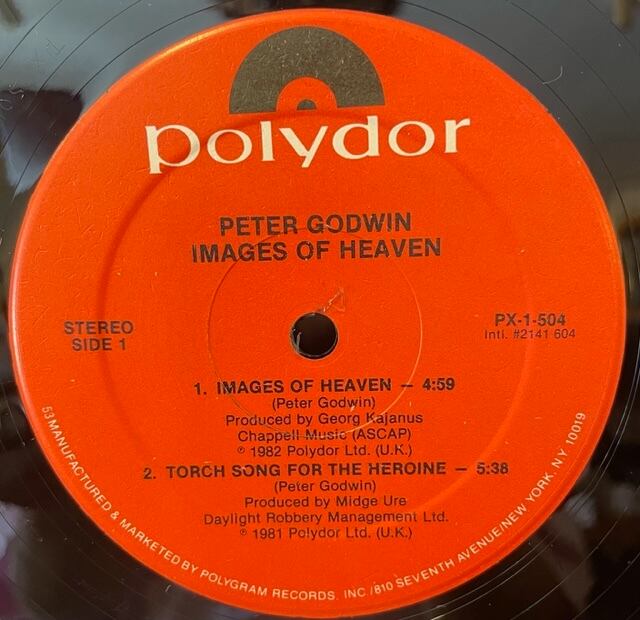 Polydor
PETER GODWIN
IMAGES OF HEAVEN
STEREO
SIDE 1
PX-1-504
Intl. #2141 604
1. IMAGES OF HEAVEN — 4:59
(Peter Godwin)
Produced by Georg Kajanus
Chappell Music (ASCAP)
℗ 1982 Polydor Ltd. (U.K.)
2. TORCH SONG FOR THE HEROINE — 5:38
(Peter Godwin)
Produced by Midge Ure
Daylight Robbery Management Ltd.
℗ 1981 Polydor Ltd. (U.K.)
53 MANUFACTURED & MARKETED BY POLYGRAM RECORDS, INC./810 SEVENTH AVENUE/NEW YORK, N.Y. 10019